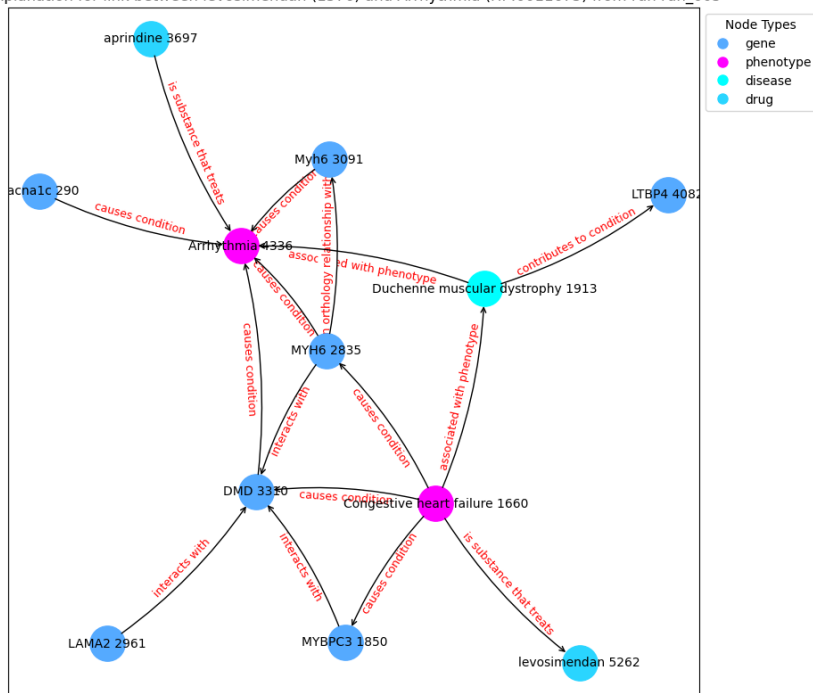 Node Types
gene
phenotype
disease
drug
aprindine 3697
is substance that treats
Myh6 3091
acna1c 290
causes condition
causes condition
LTBP4 4082
Arrhythmia 4336
associated with phenotype
contributes to condition
Duchenne muscular dystrophy 1913
in orthology relationship with
causes condition
MYH6 2835
causes condition
interacts with
causes condition
associated with phenotype
DMD 3310
causes condition
Congestive heart failure 1660
interacts with
interacts with
causes condition
is substance that treats
LAMA2 2961
MYBPC3 1850
levosimendan 5262